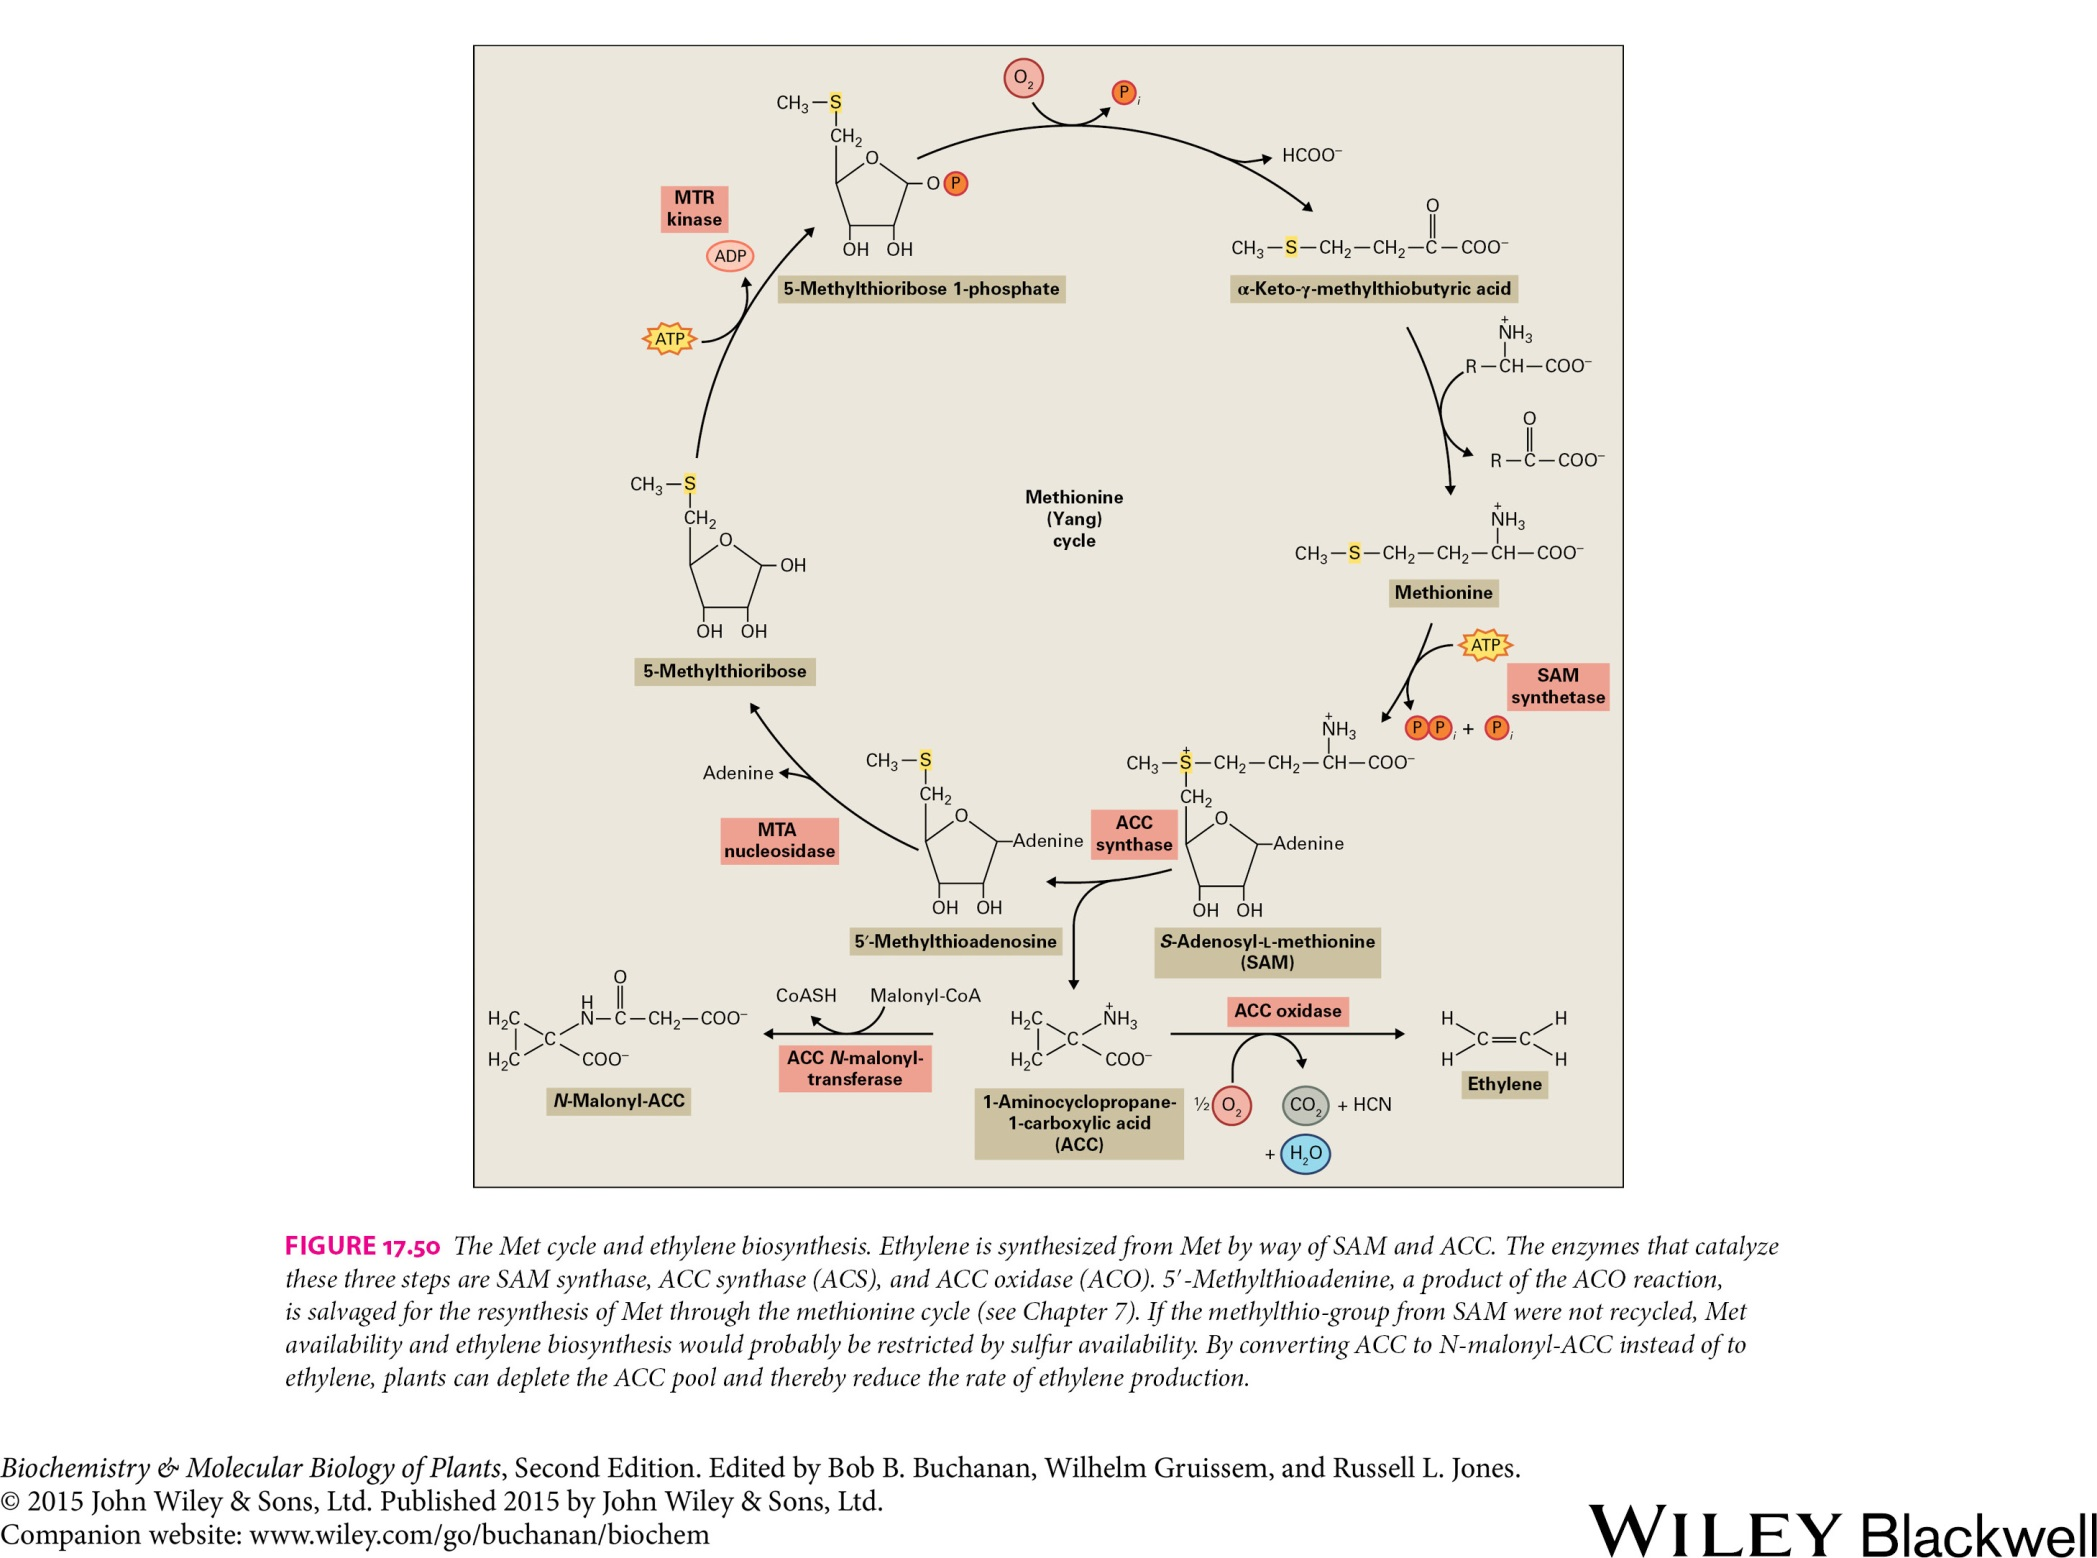 O₂
P i
CH₃—S
CH₂
O
O P
OH OH
5-Methylthioribose 1-phosphate
HCOO⁻
O
CH₃—S—CH₂—CH₂—C—COO⁻
α-Keto-γ-methylthiobutyric acid
MTR
kinase
ADP
ATP
+
NH₃
R—CH—COO⁻
O
R—C—COO⁻
CH₃—S
CH₂
O
OH
OH OH
5-Methylthioribose
Methionine
(Yang)
cycle
+
NH₃
CH₃—S—CH₂—CH₂—CH—COO⁻
Methionine
ATP
SAM
synthetase
P P i + P i
Adenine
MTA
nucleosidase
CH₃—S
CH₂
O
Adenine
OH OH
5′-Methylthioadenosine
ACC
synthase
+
NH₃
+
CH₃—S—CH₂—CH₂—CH—COO⁻
CH₂
O
Adenine
OH OH
S-Adenosyl-L-methionine
(SAM)
O
H
H₂C N—C—CH₂—COO⁻
C
H₂C COO⁻
N-Malonyl-ACC
CoASH Malonyl-CoA
ACC N-malonyl-
transferase
+
H₂C NH₃
C
H₂C COO⁻
1-Aminocyclopropane-
1-carboxylic acid
(ACC)
ACC oxidase
½ O₂ CO₂ + HCN
+ H₂O
H H
C=C
H H
Ethylene
FIGURE 17.50 The Met cycle and ethylene biosynthesis. Ethylene is synthesized from Met by way of SAM and ACC. The enzymes that catalyze
these three steps are SAM synthase, ACC synthase (ACS), and ACC oxidase (ACO). 5′-Methylthioadenine, a product of the ACO reaction,
is salvaged for the resynthesis of Met through the methionine cycle (see Chapter 7). If the methylthio-group from SAM were not recycled, Met
availability and ethylene biosynthesis would probably be restricted by sulfur availability. By converting ACC to N-malonyl-ACC instead of to
ethylene, plants can deplete the ACC pool and thereby reduce the rate of ethylene production.
Biochemistry & Molecular Biology of Plants, Second Edition. Edited by Bob B. Buchanan, Wilhelm Gruissem, and Russell L. Jones.
© 2015 John Wiley & Sons, Ltd. Published 2015 by John Wiley & Sons, Ltd.
Companion website: www.wiley.com/go/buchanan/biochem
WILEY Blackwell